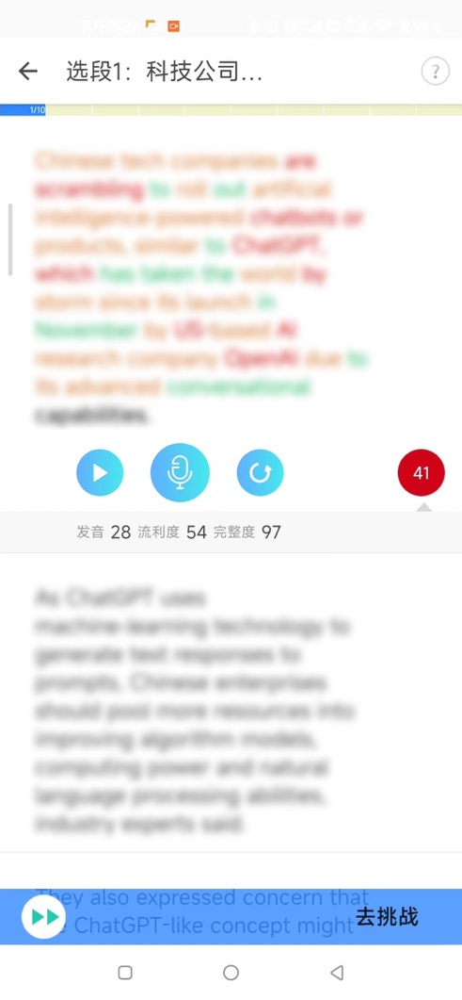 选段1：科技公司...
?
1/10
Chinese tech companies are
scrambling to roll out artificial
intelligence-powered chatbots or
products, similar to ChatGPT,
which has taken the world by
storm since its launch in
November by US-based AI
research company OpenAI due to
its advanced conversational
capabilities.
41
发音 28 流利度 54 完整度 97
As ChatGPT uses
machine-learning technology to
generate text responses to
prompts, Chinese enterprises
should pool more resources into
improving algorithm models,
computing power and natural
language processing abilities,
industry experts said.
They also expressed concern that
ChatGPT-like concept might
去挑战